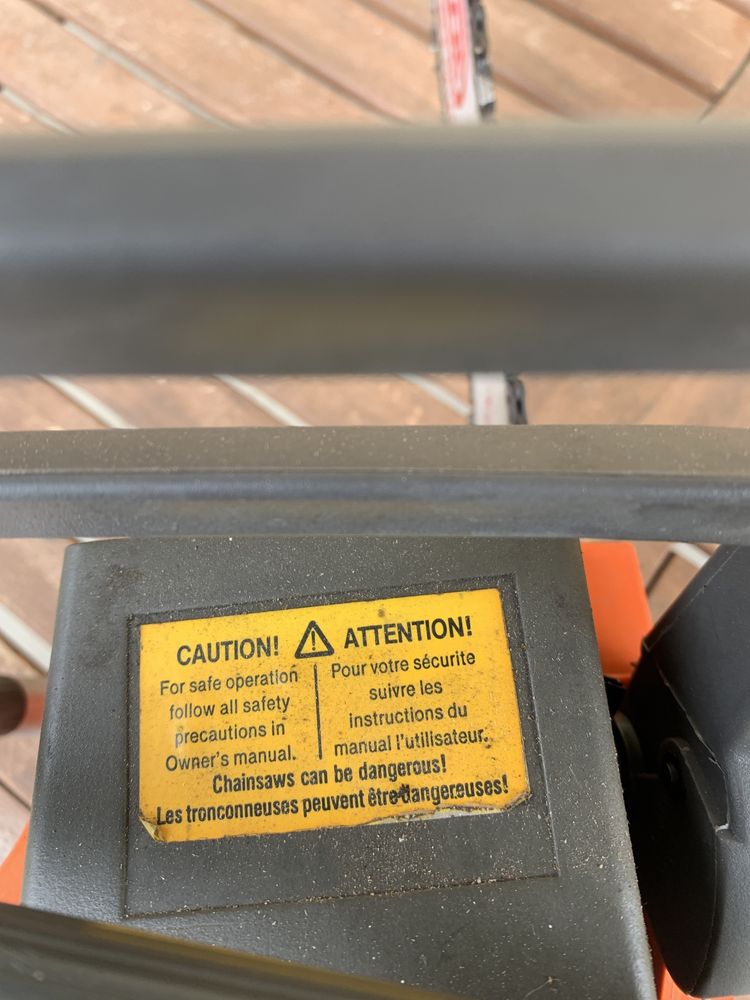 CAUTION! ATTENTION!
For safe operation
follow all safety
precautions in
Owner's manual.
Pour votre sécurite
suivre les
instructions du
manual l'utilisateur.
Chainsaws can be dangerous!
Les tronconneuses peuvent être dangereuses!